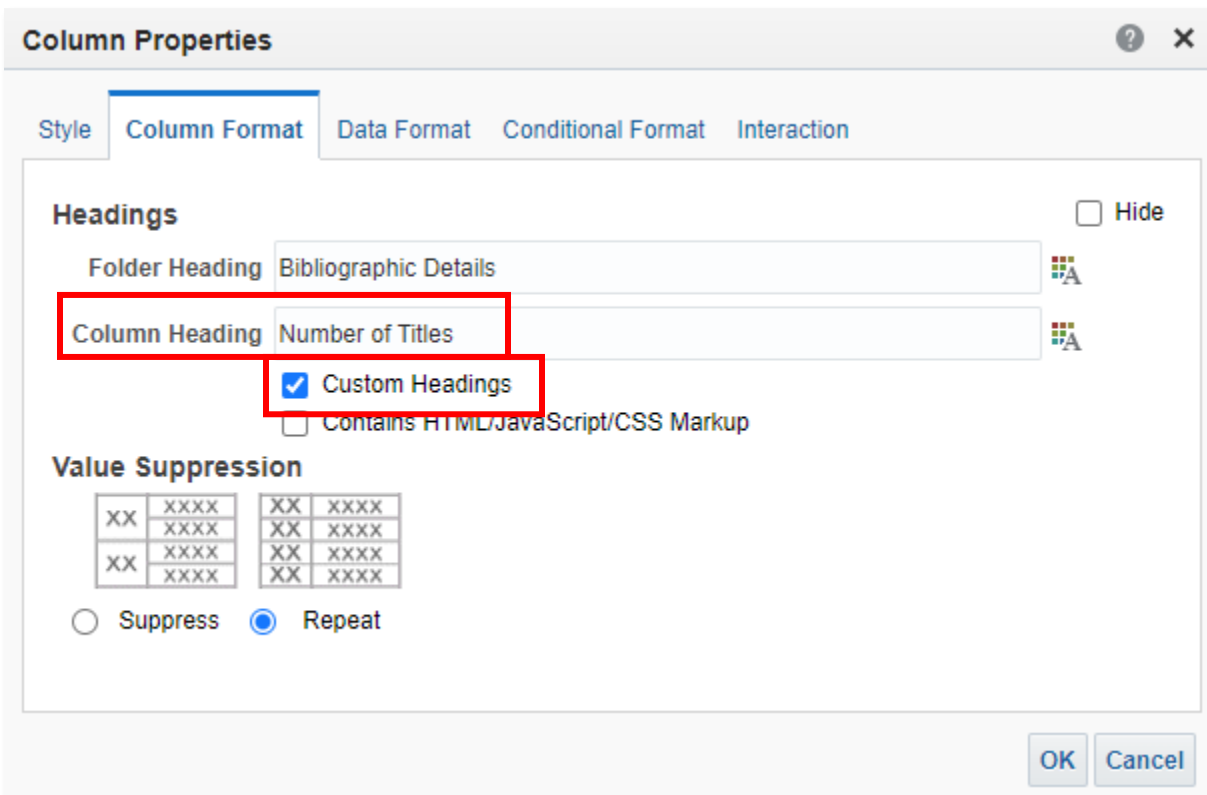 Column Properties ? ×
Style Column Format Data Format Conditional Format Interaction
Headings Hide
Folder Heading Bibliographic Details A
Column Heading Number of Titles A
Custom Headings
Contains HTML/JavaScript/CSS Markup
Value Suppression
XX XXXX XX XXXX
XXXX XX XXXX
XX XXXX XX XXXX
XXXX XX XXXX
Suppress Repeat
OK Cancel